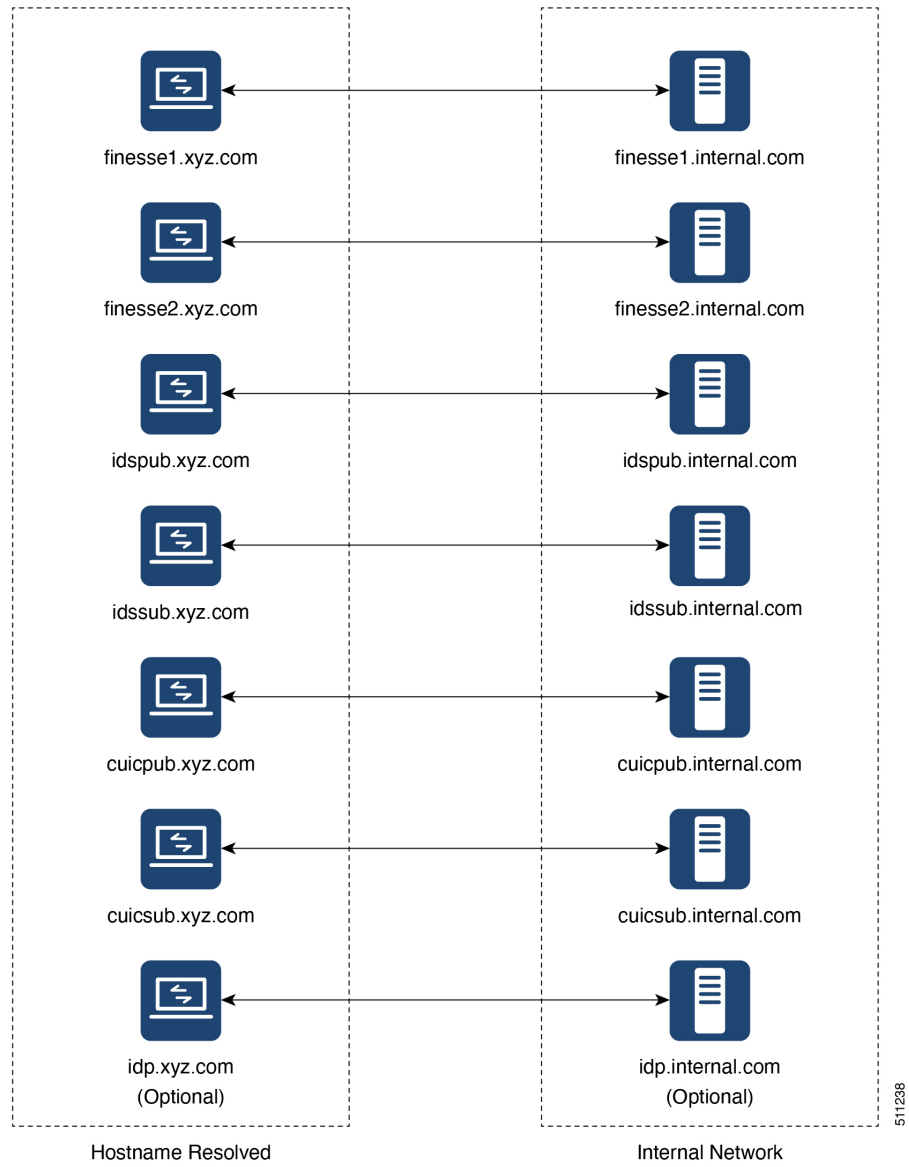 finesse1.xyz.com
finesse1.internal.com
finesse2.xyz.com
finesse2.internal.com
idspub.xyz.com
idspub.internal.com
idssub.xyz.com
idssub.internal.com
cuicpub.xyz.com
cuicpub.internal.com
cuicsub.xyz.com
cuicsub.internal.com
idp.xyz.com
(Optional)
idp.internal.com
(Optional)
Hostname Resolved
Internal Network
511238